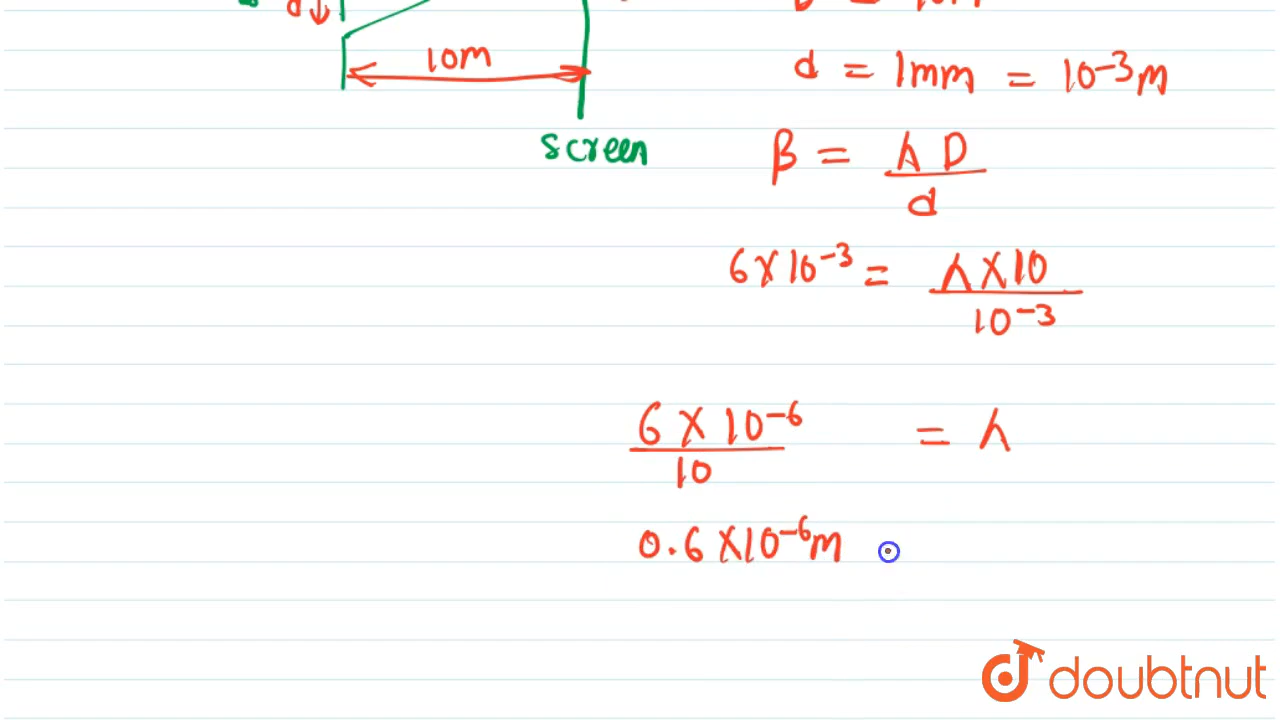 d↓
10m
screen
d = 1mm = 10⁻³m
β = λD/d
6×10⁻³ = λ×10/10⁻³
6×10⁻⁶/10 = λ
0.6×10⁻⁶m
doubtnut